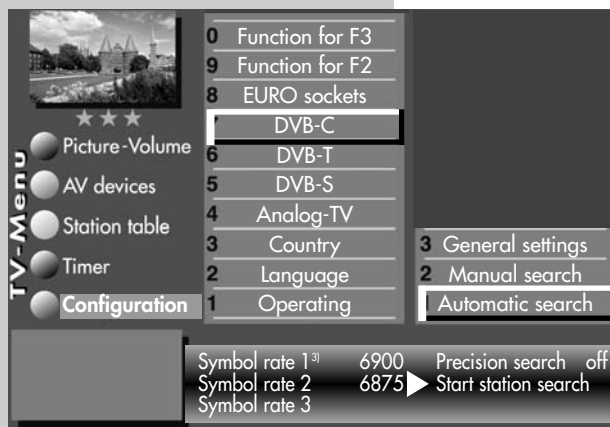 TV-Menu
Picture-Volume
AV devices
Station table
Timer
Configuration
0 Function for F3
9 Function for F2
8 EURO sockets
DVB-C
6 DVB-T
5 DVB-S
4 Analog-TV
3 Country
2 Language
1 Operating
3 General settings
2 Manual search
Automatic search
Symbol rate 1 3) 6900 Precision search off
Symbol rate 2 6875 Start station search
Symbol rate 3